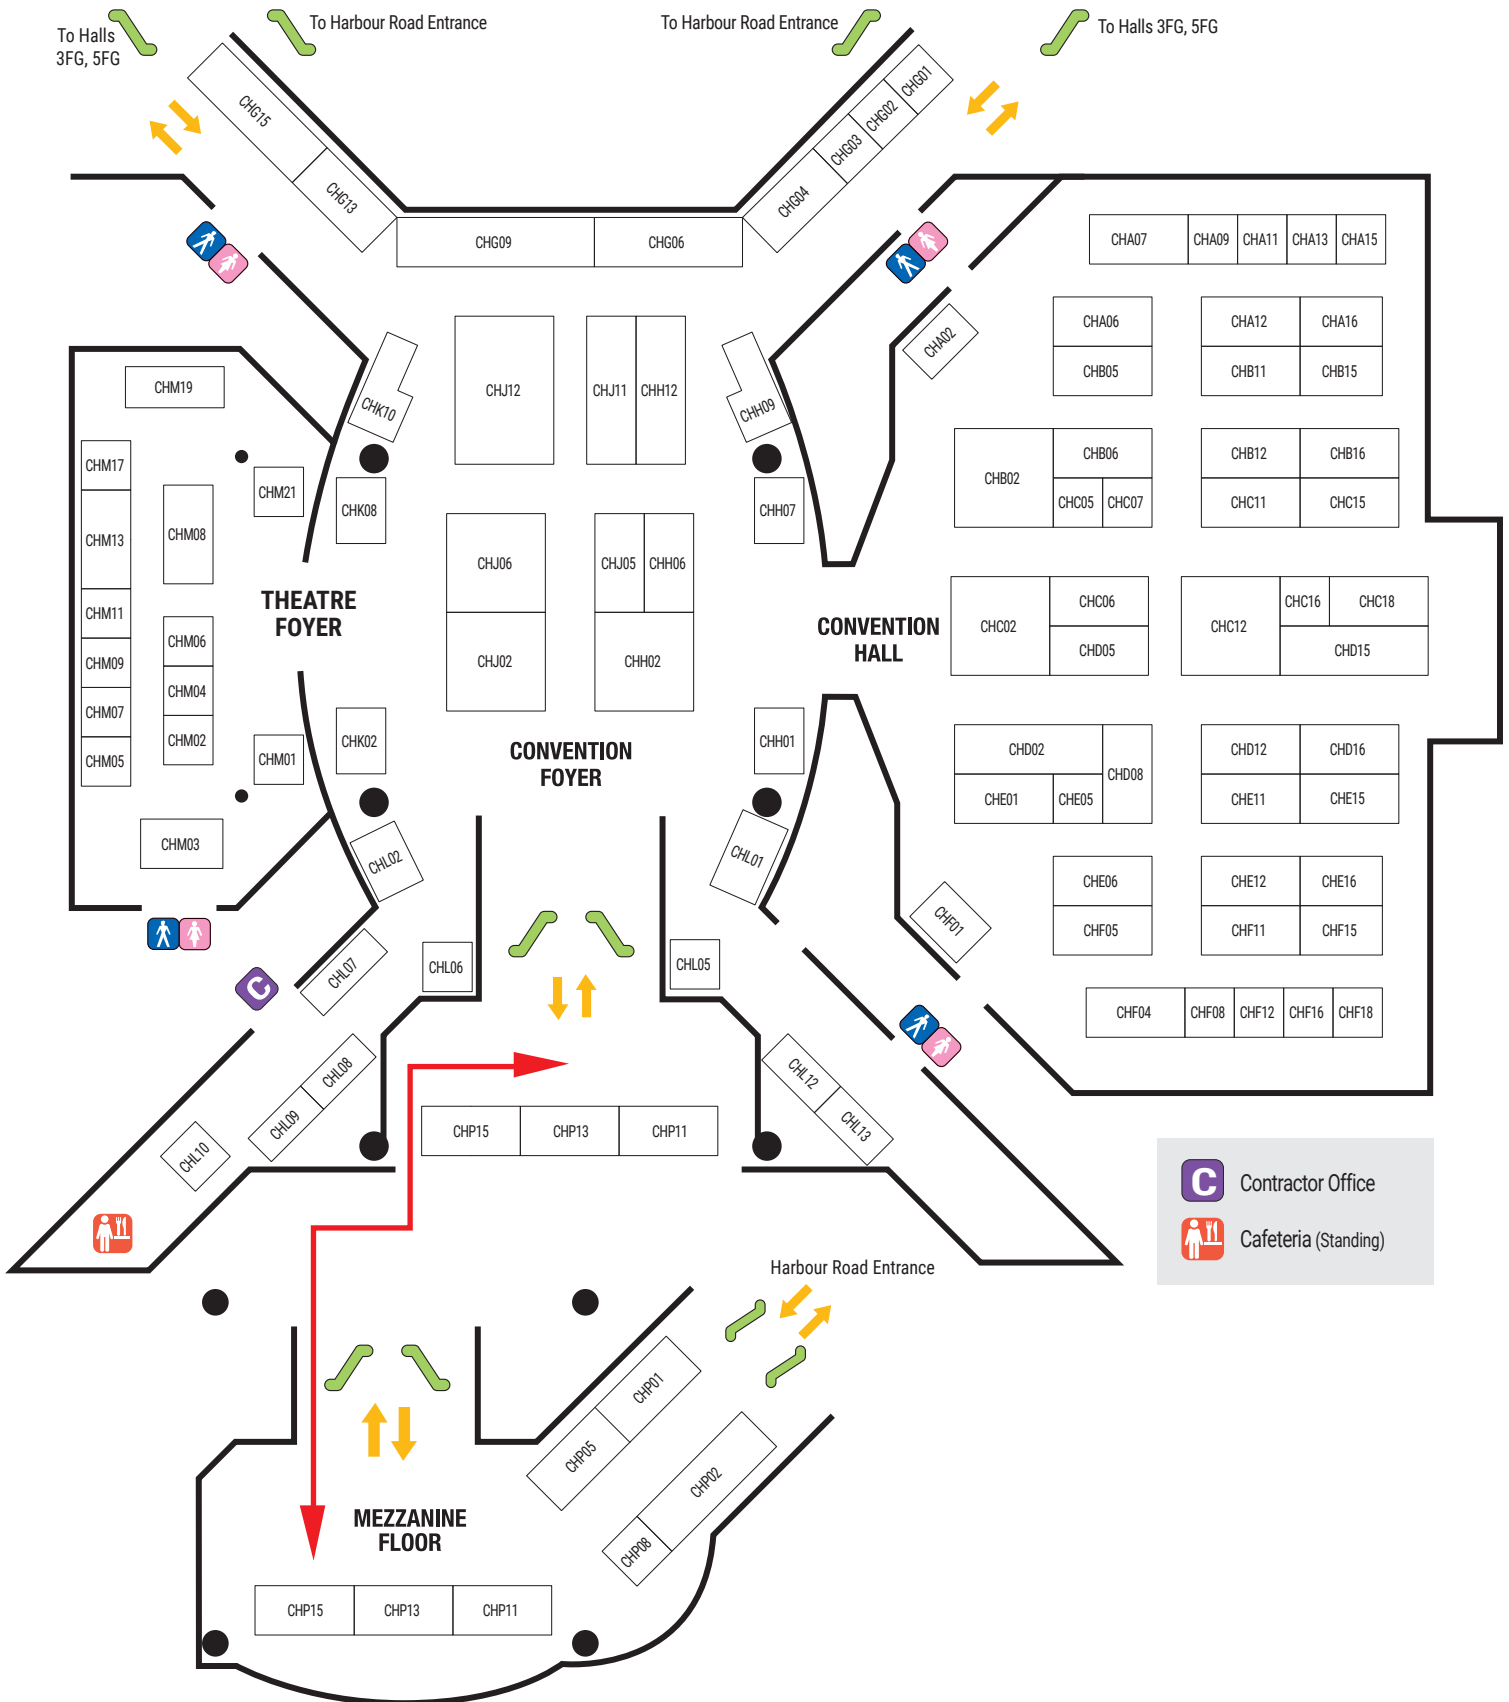 To Halls
3FG, 5FG
To Harbour Road Entrance
To Harbour Road Entrance
To Halls 3FG, 5FG
CHG15
CHG13
CHG09
CHG06
CHG04
CHG03
CHG02
CHG01
CHA07
CHA09
CHA11
CHA13
CHA15
CHA02
CHA06
CHB05
CHA12
CHA16
CHB11
CHB15
CHB02
CHB06
CHC05
CHC07
CHB12
CHB16
CHC11
CHC15
CHM19
CHM17
CHM13
CHM11
CHM09
CHM07
CHM05
CHM08
CHM06
CHM04
CHM02
CHM21
CHM01
CHM03
THEATRE
FOYER
CHK10
CHK08
CHK02
CHJ12
CHJ11
CHH12
CHH09
CHH07
CHJ06
CHJ05
CHH06
CHJ02
CHH02
CHH01
CONVENTION
FOYER
CONVENTION
HALL
CHC02
CHC06
CHD05
CHC12
CHC16
CHC18
CHD15
CHD02
CHD08
CHE01
CHE05
CHD12
CHD16
CHE11
CHE15
CHE06
CHF05
CHE12
CHE16
CHF11
CHF15
CHF01
CHF04
CHF08
CHF12
CHF16
CHF18
CHL02
CHL01
CHL07
CHL06
CHL05
C
CHL08
CHL09
CHL10
CHL12
CHL13
CHP15
CHP13
CHP11
C
Contractor Office
Cafeteria (Standing)
Harbour Road Entrance
CHP01
CHP05
CHP02
CHP08
MEZZANINE
FLOOR
CHP15
CHP13
CHP11